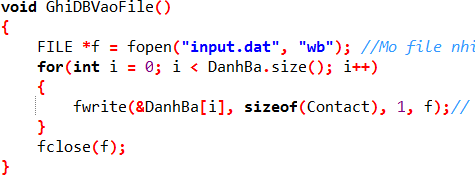 void GhiDBVaoFile()
{
FILE *f = fopen("input.dat", "wb"); //Mo file nhi
for(int i = 0; i < DanhBa.size(); i++)
{
fwrite(&DanhBa[i], sizeof(Contact), 1, f);//
}
fclose(f);
}